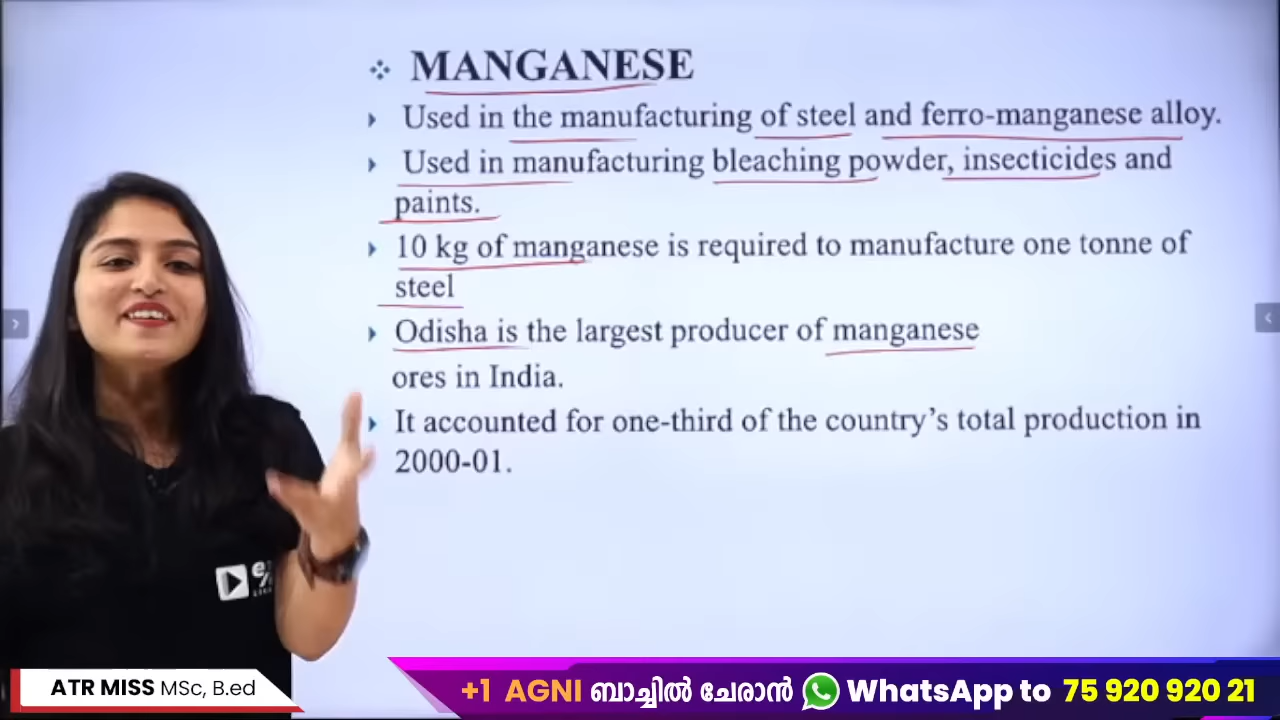 MANGANESE
Used in the manufacturing of steel and ferro-manganese alloy.
Used in manufacturing bleaching powder, insecticides and
paints.
10 kg of manganese is required to manufacture one tonne of
steel
Odisha is the largest producer of manganese
ores in India.
It accounted for one-third of the country’s total production in
2000-01.
ATR MISS MSc, B.ed
+1 AGNI ബാച്ചിൽ ചേരാൻ WhatsApp to 75 920 920 21